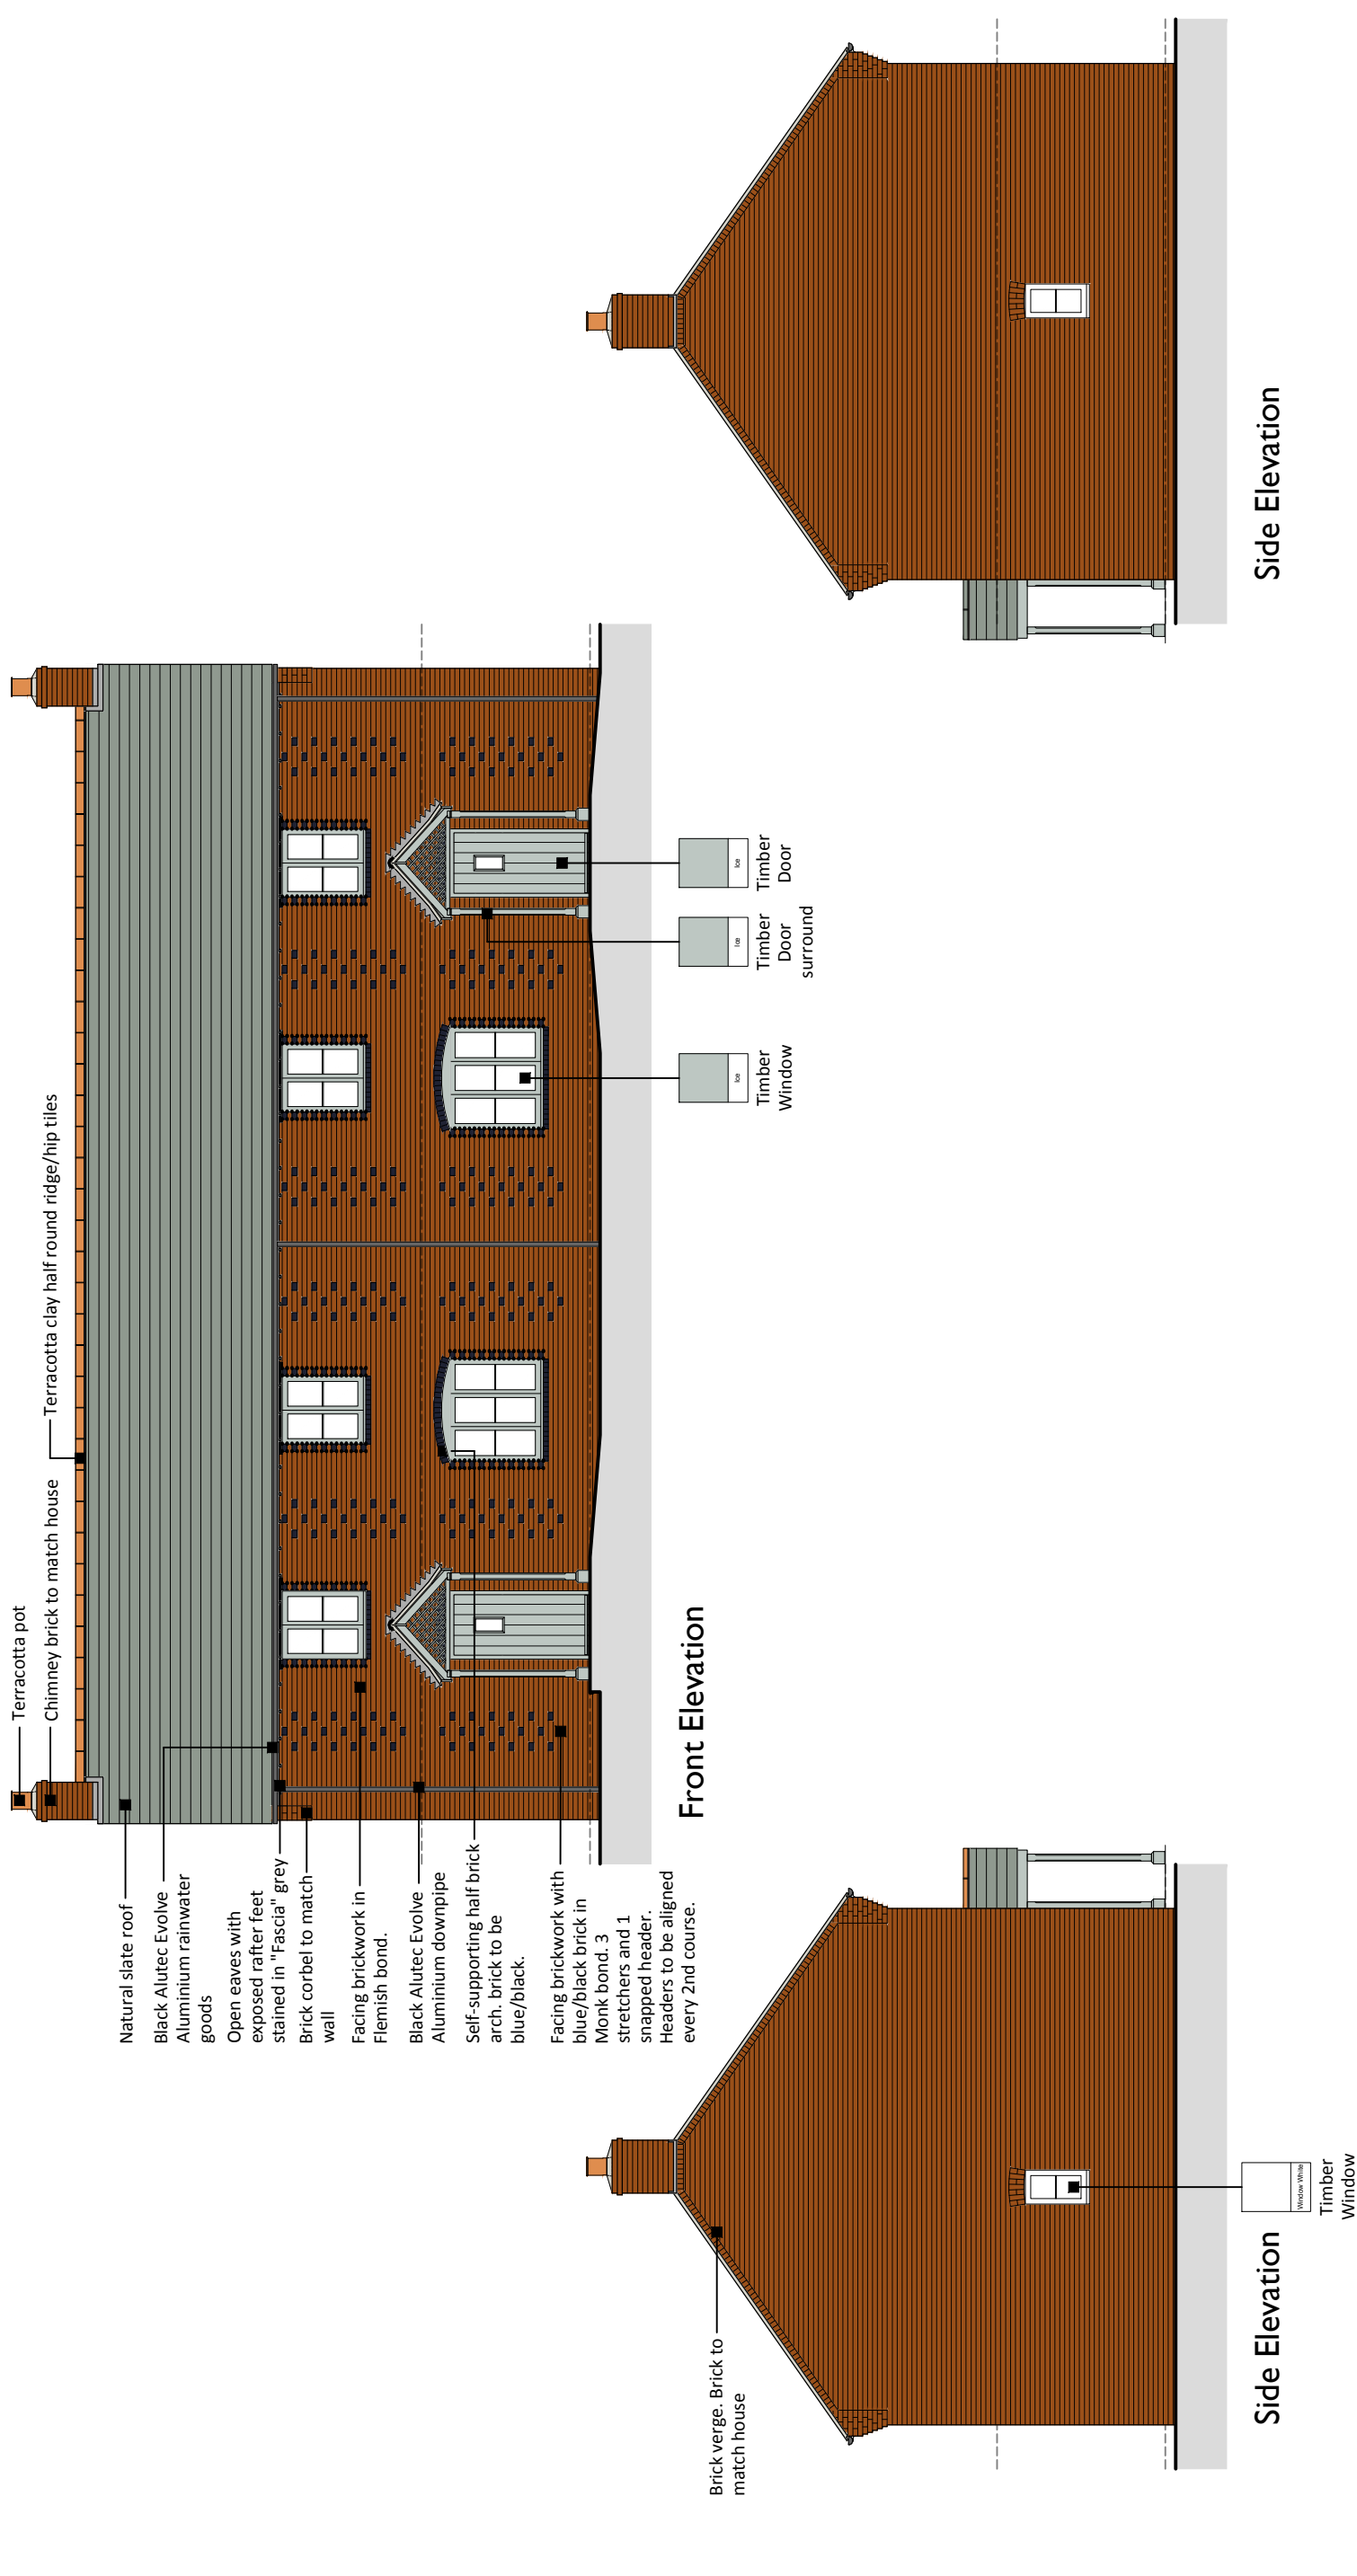 Terracotta pot
Chimney brick to match house
Terracotta clay half round ridge/hip tiles
Natural slate roof
Black Alutec Evolve
Aluminium rainwater
goods
Open eaves with
exposed rafter feet
stained in "Fascia" grey
Brick corbel to match
wall
Facing brickwork in
Flemish bond.
Black Alutec Evolve
Aluminium downpipe
Self-supporting half brick
arch. brick to be
blue/black.
Facing brickwork with
blue/black brick in
Monk bond. 3
stretchers and 1
snapped header.
Headers to be aligned
every 2nd course.
Front Elevation
Ice
Timber
Window
Ice
Timber
Door
surround
Ice
Timber
Door
Brick verge. Brick to
match house
Side Elevation
Window White
Timber
Window
Side Elevation